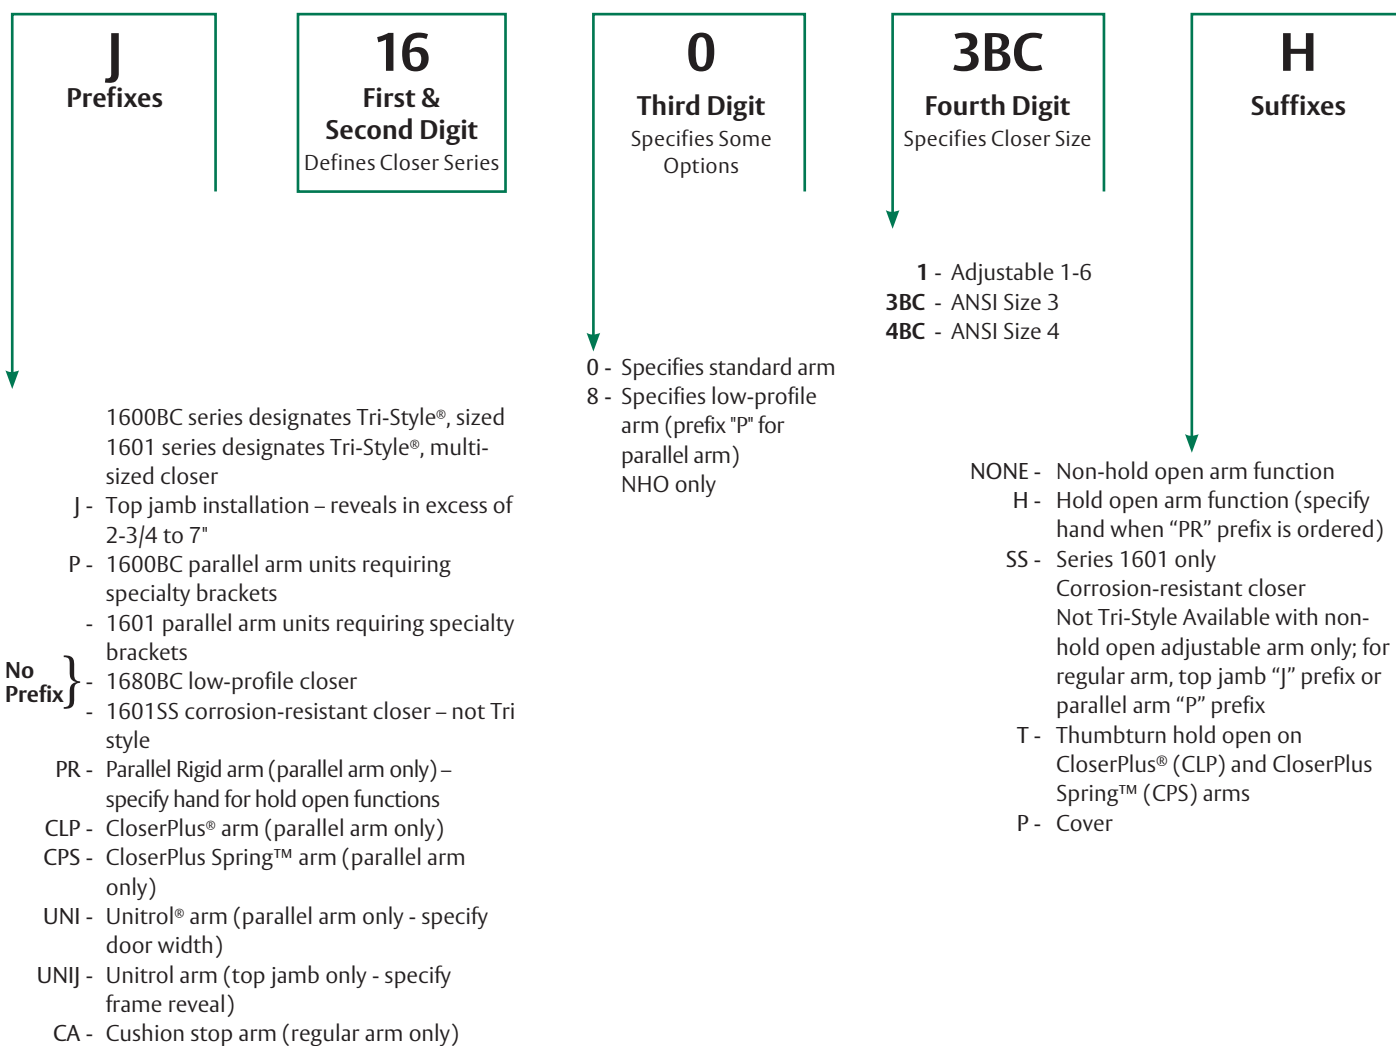 J
Prefixes
16
First &
Second Digit
Defines Closer Series
0
Third Digit
Specifies Some
Options
3BC
Fourth Digit
Specifies Closer Size
H
Suffixes
1600BC series designates Tri-Style®, sized
1601 series designates Tri-Style®, multi-
sized closer
J - Top jamb installation – reveals in excess of
2-3/4 to 7"
P - 1600BC parallel arm units requiring
specialty brackets
- 1601 parallel arm units requiring specialty
brackets
No
Prefix }
- 1680BC low-profile closer
- 1601SS corrosion-resistant closer – not Tri
style
PR - Parallel Rigid arm (parallel arm only) –
specify hand for hold open functions
CLP - CloserPlus® arm (parallel arm only)
CPS - CloserPlus Spring™ arm (parallel arm
only)
UNI - Unitrol® arm (parallel arm only - specify
door width)
UNIJ - Unitrol arm (top jamb only - specify
frame reveal)
CA - Cushion stop arm (regular arm only)
0 - Specifies standard arm
8 - Specifies low-profile
arm (prefix "P" for
parallel arm)
NHO only
1 - Adjustable 1-6
3BC - ANSI Size 3
4BC - ANSI Size 4
NONE - Non-hold open arm function
H - Hold open arm function (specify
hand when “PR” prefix is ordered)
SS - Series 1601 only
Corrosion-resistant closer
Not Tri-Style Available with non-
hold open adjustable arm only; for
regular arm, top jamb “J” prefix or
parallel arm “P” prefix
T - Thumbturn hold open on
CloserPlus® (CLP) and CloserPlus
Spring™ (CPS) arms
P - Cover